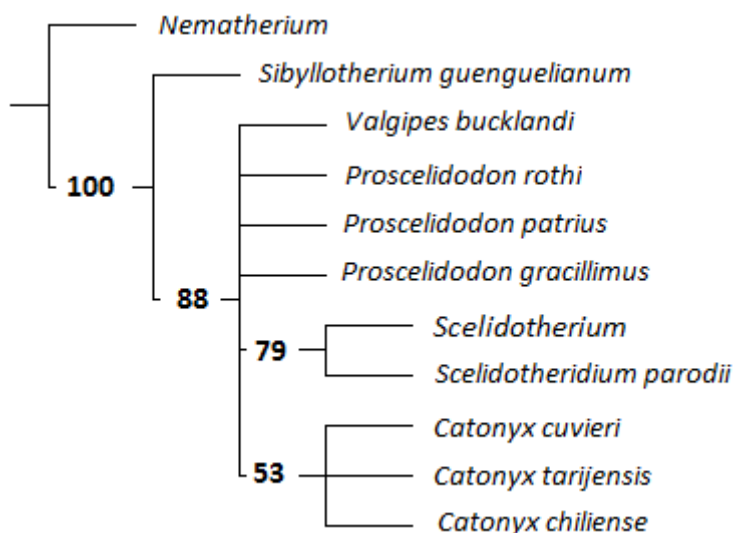 Nematherium
Sibyllotherium guenguelianum
Valgipes bucklandi
100
Proscelidodon rothi
Proscelidodon patrius
Proscelidodon gracillimus
88
Scelidotherium
79
Scelidotheridium parodii
Catonyx cuvieri
53
Catonyx tarijensis
Catonyx chiliense